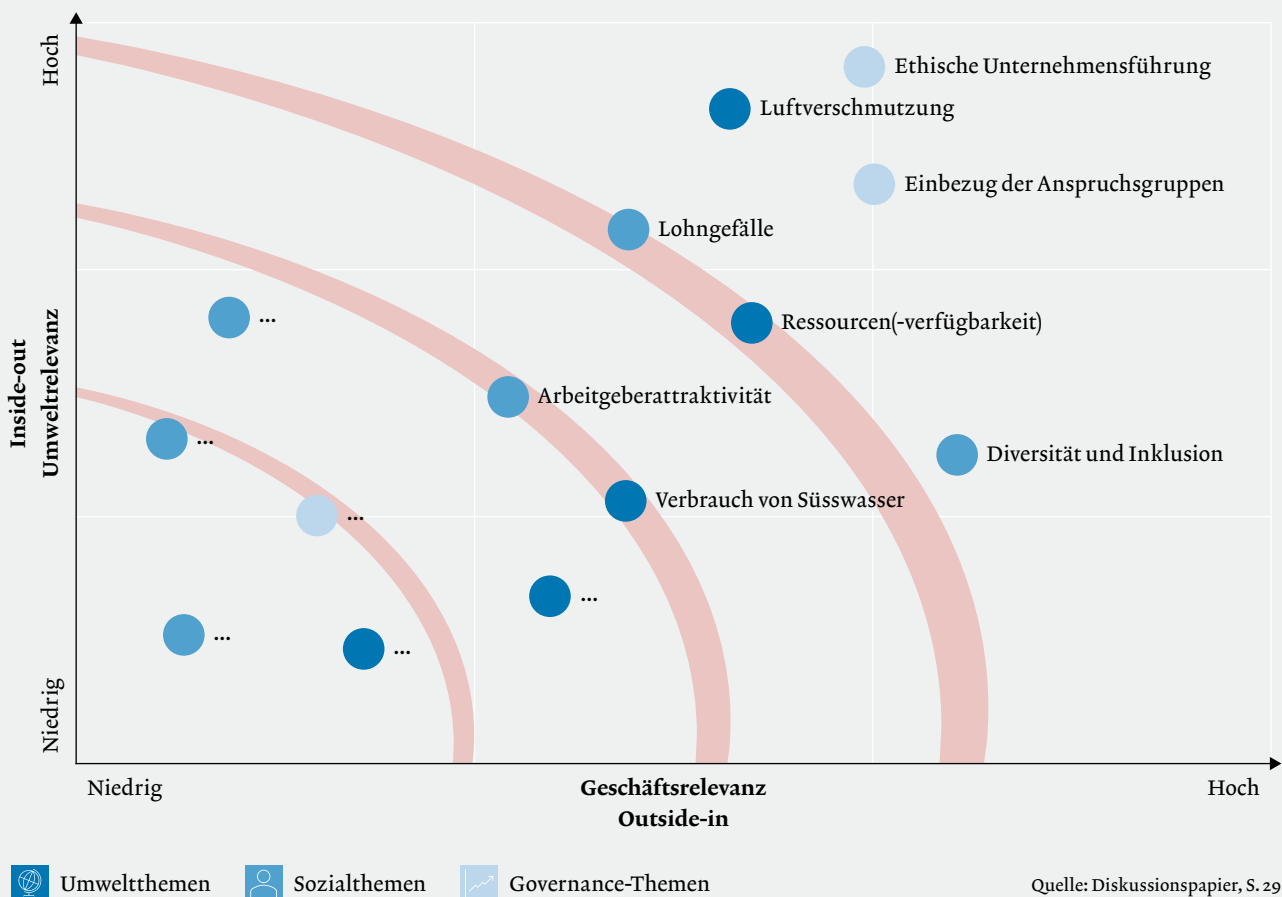 Hoch
Ethische Unternehmensführung
Luftverschmutzung
Einbezug der Anspruchsgruppen
Lohngefälle
...
Ressourcen(-verfügbarkeit)
Inside-out
Umweltrelevanz
Arbeitgeberattraktivität
...
Diversität und Inklusion
Verbrauch von Süsswasser
...
...
...
...
Niedrig
Niedrig
Geschäftsrelevanz
Hoch
Outside-in
Umweltthemen
Sozialthemen
Governance-Themen
Quelle: Diskussionspapier, S. 29